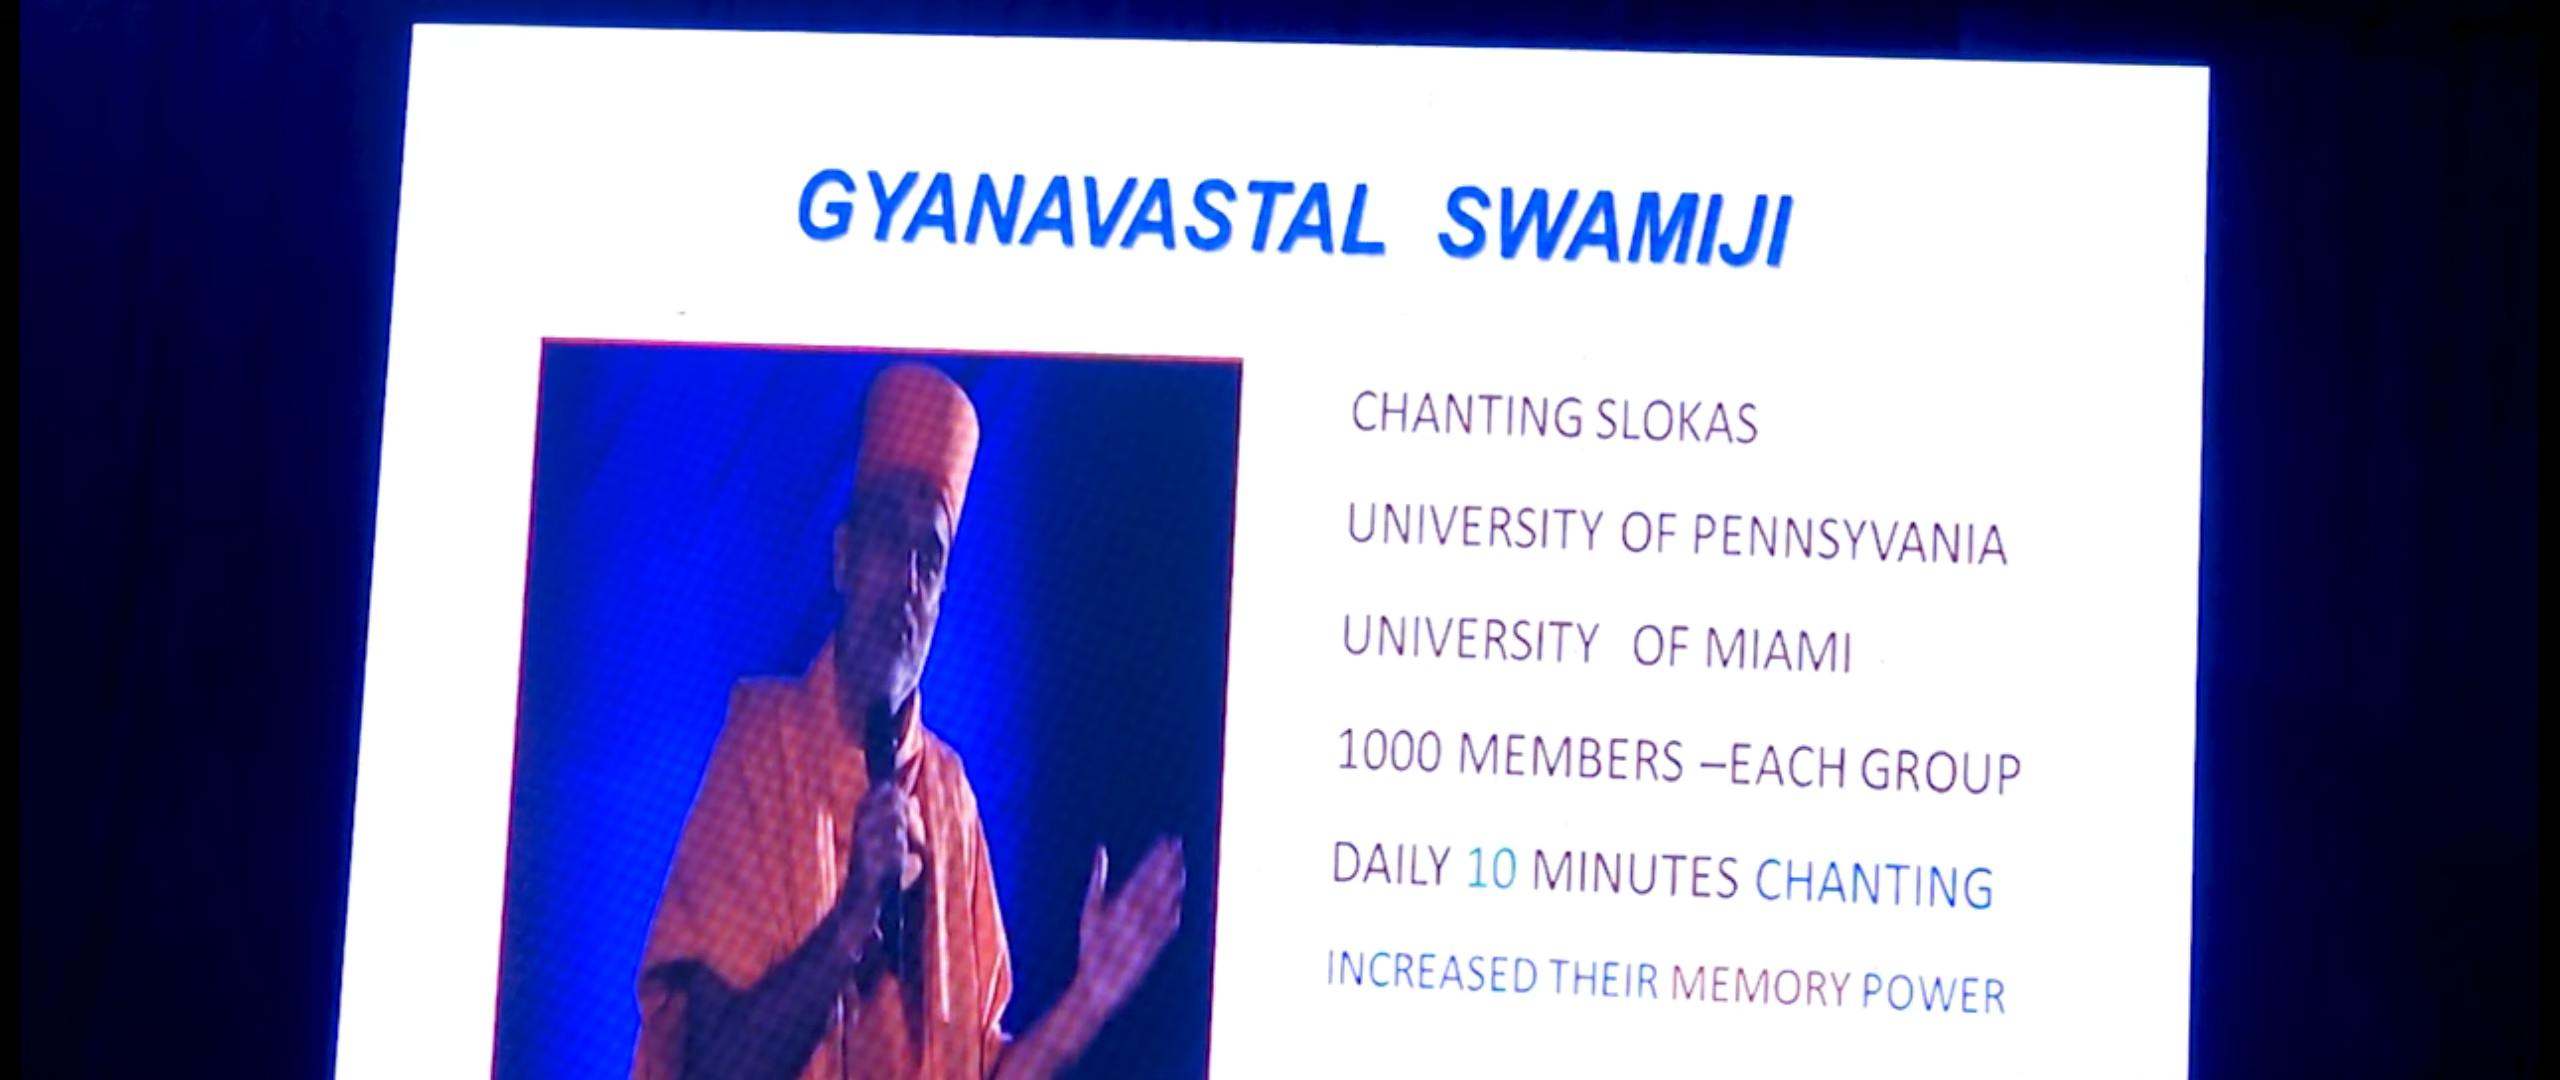 GYANAVASTAL SWAMIJI
CHANTING SLOKAS
UNIVERSITY OF PENNSYVANIA
UNIVERSITY OF MIAMI
1000 MEMBERS –EACH GROUP
DAILY 10 MINUTES CHANTING
INCREASED THEIR MEMORY POWER